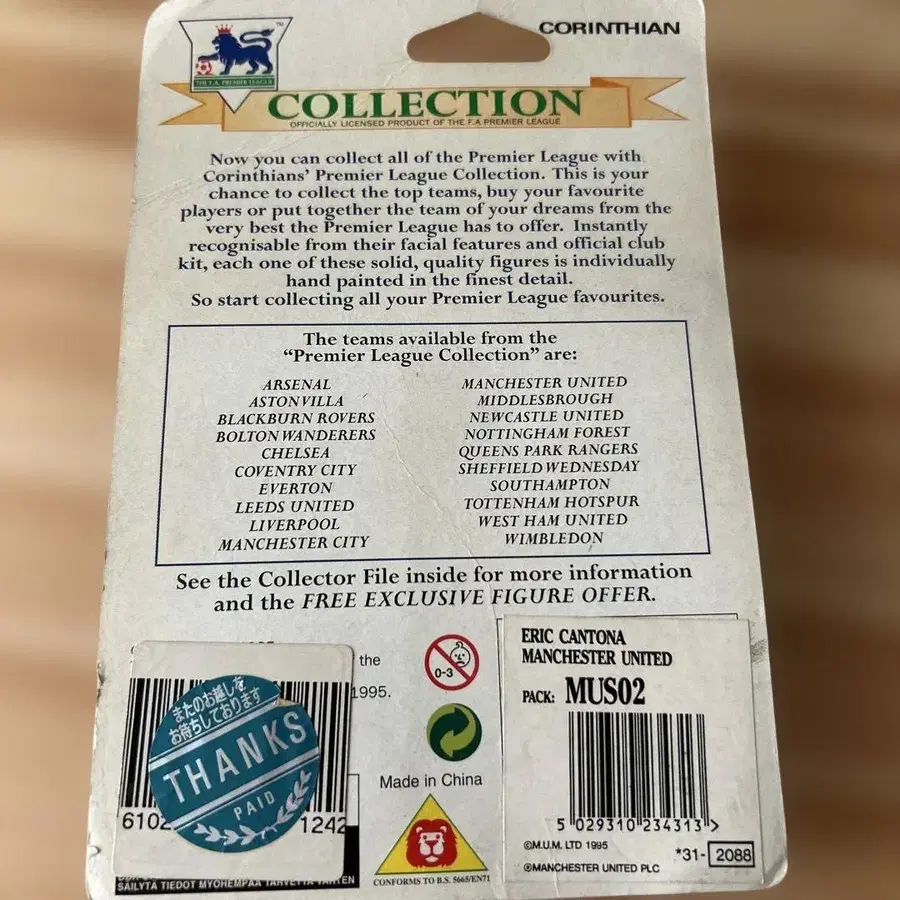 CORINTHIAN
THE F.A. PREMIER LEAGUE
TM
COLLECTION
OFFICIALLY LICENSED PRODUCT OF THE F.A PREMIER LEAGUE
Now you can collect all of the Premier League with
Corinthians' Premier League Collection. This is your
chance to collect the top teams, buy your favourite
players or put together the team of your dreams from the
very best the Premier League has to offer. Instantly
recognisable from their facial features and official club
kit, each one of these solid, quality figures is individually
hand painted in the finest detail.
So start collecting all your Premier League favourites.
The teams available from the
"Premier League Collection" are:
ARSENAL
ASTON VILLA
BLACKBURN ROVERS
BOLTON WANDERERS
CHELSEA
COVENTRY CITY
EVERTON
LEEDS UNITED
LIVERPOOL
MANCHESTER CITY
MANCHESTER UNITED
MIDDLESBROUGH
NEWCASTLE UNITED
NOTTINGHAM FOREST
QUEENS PARK RANGERS
SHEFFIELD WEDNESDAY
SOUTHAMPTON
TOTTENHAM HOTSPUR
WEST HAM UNITED
WIMBLEDON
See the Collector File inside for more information
and the FREE EXCLUSIVE FIGURE OFFER.
the
1995.
またのお越しを
お待ちしております
THANKS
PAID
6102
1242
SAILYTA TIEDOT MYOHEMPAA TARVETTA VARTEN
0-3
Made in China
CONFORMS TO B.S. 5665/EN71
ERIC CANTONA
MANCHESTER UNITED
PACK: MUS02
5 029310 234313 >
©M.U.M. LTD 1995
*31- 2088
©MANCHESTER UNITED PLC